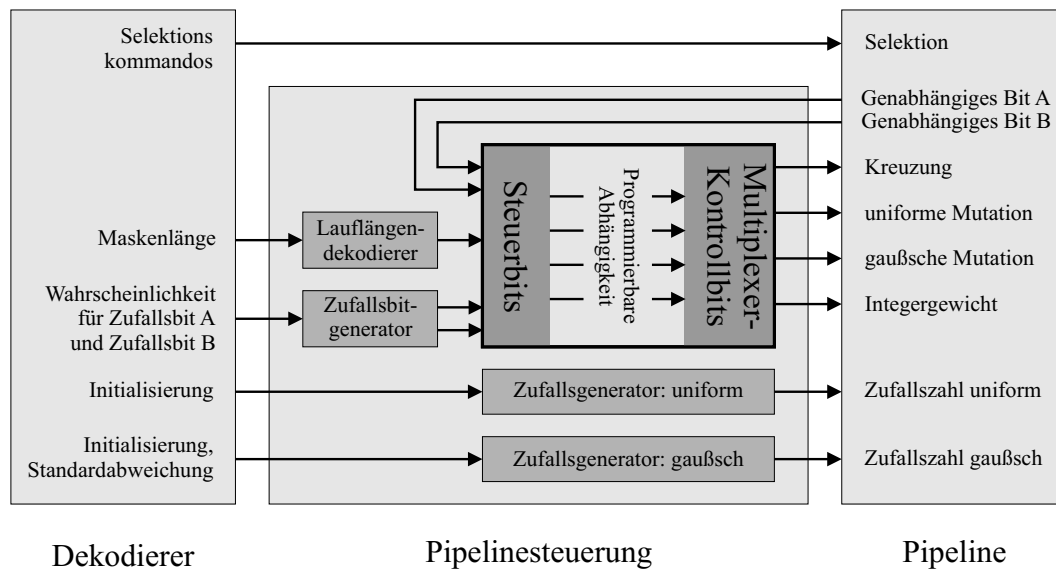 Selektions
kommandos
Maskenlänge
Wahrscheinlichkeit
für Zufallsbit A
und Zufallsbit B
Initialisierung
Initialisierung,
Standardabweichung
Lauflängen-
dekodierer
Zufallsbit-
generator
Steuerbits
Programmierbare
Abhängigkeit
Multiplexer-
Kontrollbits
Zufallsgenerator: uniform
Zufallsgenerator: gaußsch
Selektion
Genabhängiges Bit A
Genabhängiges Bit B
Kreuzung
uniforme Mutation
gaußsche Mutation
Integergewicht
Zufallszahl uniform
Zufallszahl gaußsch
Dekodierer
Pipelinesteuerung
Pipeline